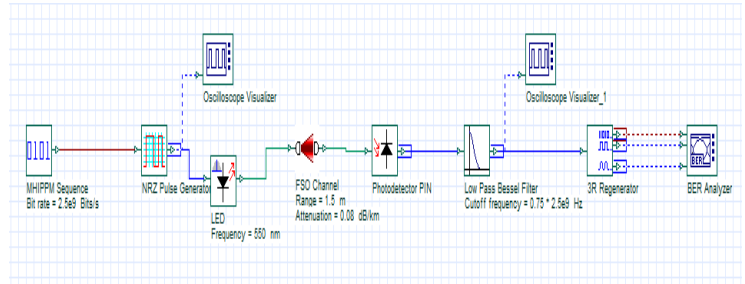 Oscilloscope Visualizer
Oscilloscope Visualizer_1
MHIPPM Sequence
Bit rate = 2.5e9 Bits/s
NRZ Pulse Generator
LED
Frequency = 550 nm
FSO Channel
Range = 1.5 m
Attenuation = 0.08 dB/km
Photodetector PIN
Low Pass Bessel Filter
Cutoff frequency = 0.75 * 2.5e9 Hz
3R Regenerator
BER Analyzer
BER